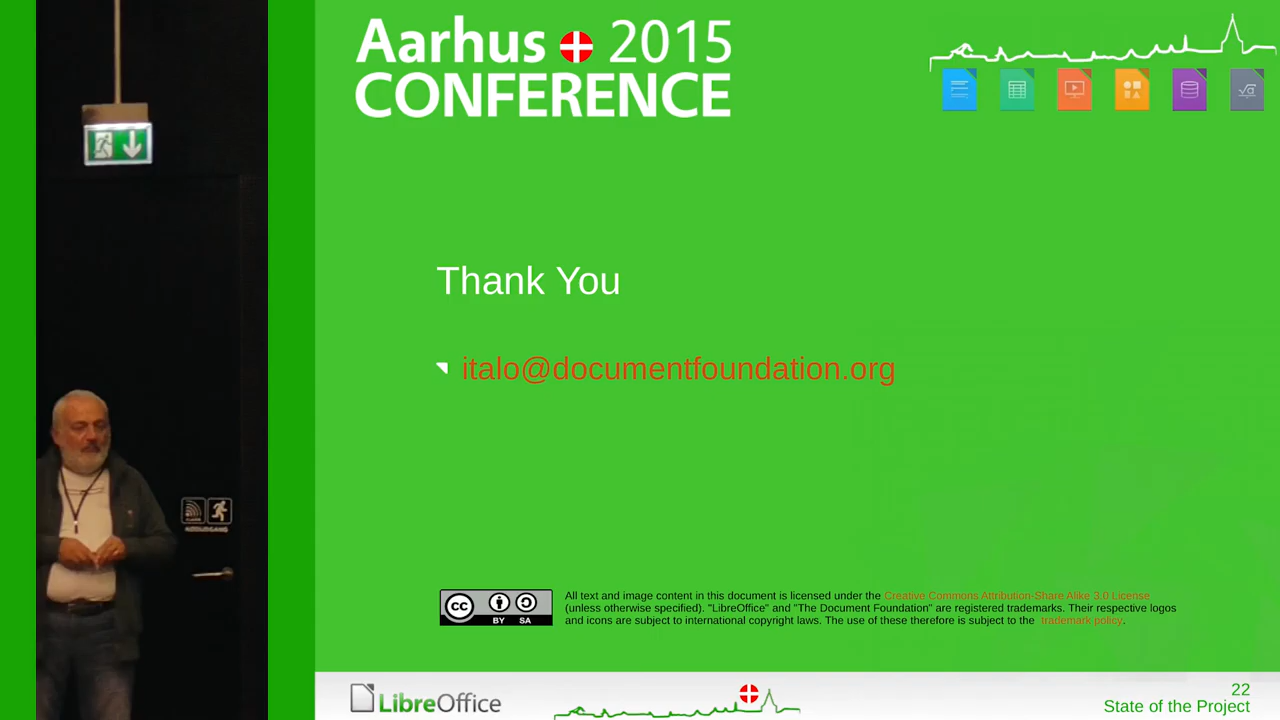 Aarhus 2015
CONFERENCE
Thank You
italo@documentfoundation.org
CC BY SA
All text and image content in this document is licensed under the Creative Commons Attribution-Share Alike 3.0 License
(unless otherwise specified). "LibreOffice" and "The Document Foundation" are registered trademarks. Their respective logos
and icons are subject to international copyright laws. The use of these therefore is subject to the trademark policy.
LibreOffice
22
State of the Project